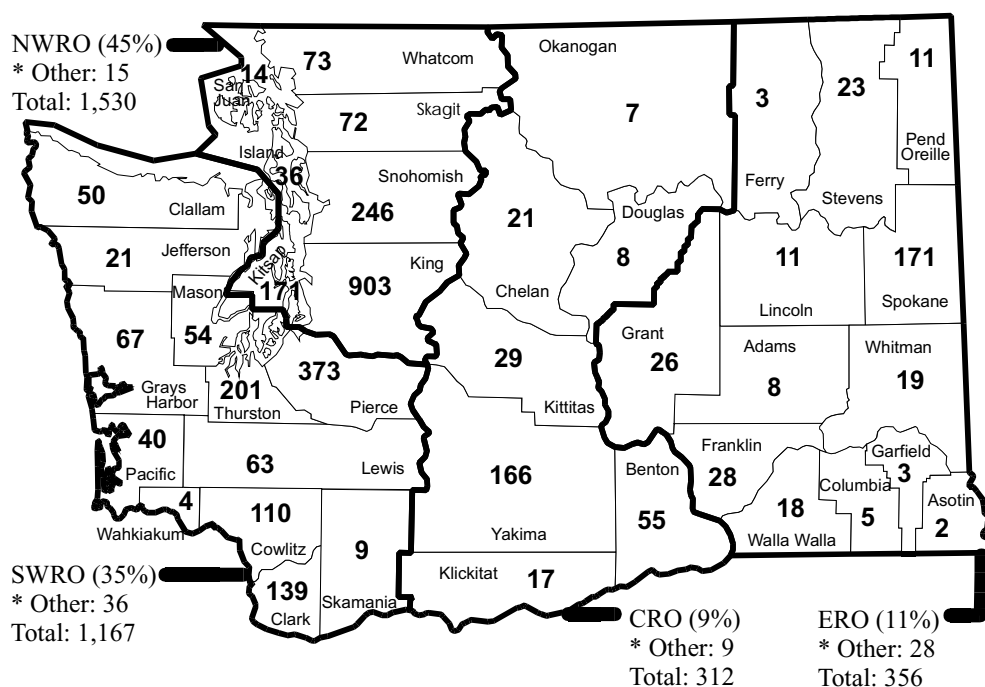 NWRO (45%)
* Other: 15
Total: 1,530
73
Whatcom
14
San
Juan
72
Skagit
Island
36
Snohomish
246
50
Clallam
21
Jefferson
Kitsap
171
King
903
Mason
54
67
Grays
Harbor
201
Thurston
373
Pierce
40
Pacific
63
Lewis
4
Wahkiakum
110
Cowlitz
9
Skamania
139
Clark
SWRO (35%)
* Other: 36
Total: 1,167
Okanogan
7
21
Chelan
Douglas
8
29
Kittitas
166
Yakima
Klickitat
17
Benton
55
CRO (9%)
* Other: 9
Total: 312
3
Ferry
23
Stevens
11
Pend
Oreille
11
Lincoln
171
Spokane
Grant
26
Adams
8
Whitman
19
Franklin
28
18
Walla Walla
Columbia
5
Garfield
3
Asotin
2
ERO (11%)
* Other: 28
Total: 356